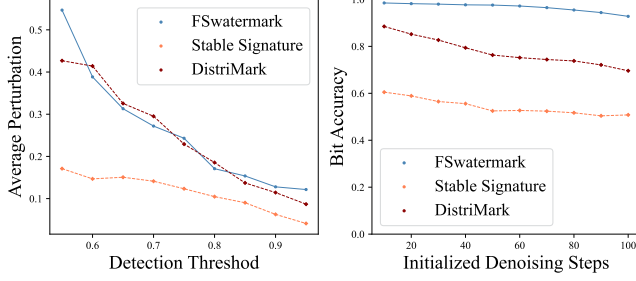 0.5
0.4
0.3
0.2
0.1
Average Perturbation
FSwatermark
Stable Signature
DistriMark
0.6 0.7 0.8 0.9
Detection Threshod
1.0
0.8
0.6
0.4
0.2
0.0
Bit Accuracy
FSwatermark
Stable Signature
DistriMark
20 40 60 80 100
Initialized Denoising Steps